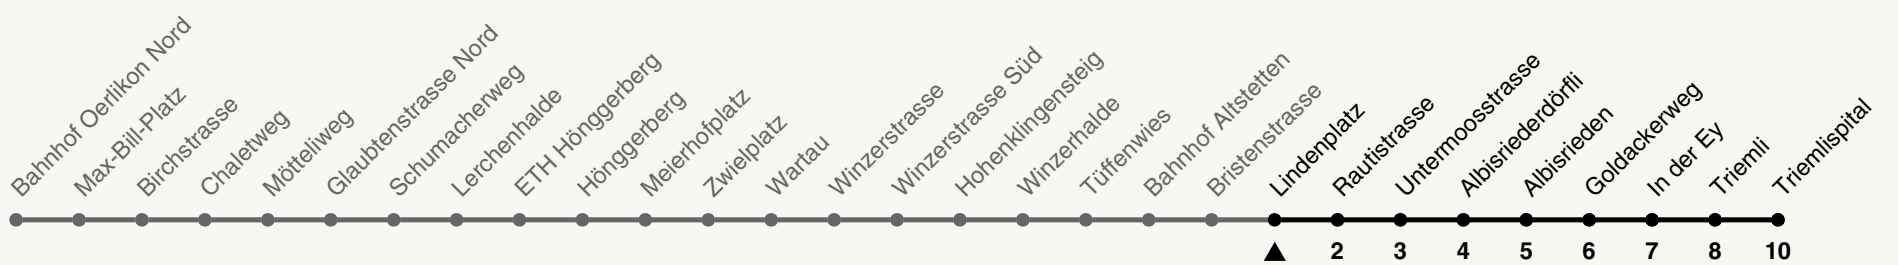 Bahnhof Oerlikon Nord
Max-Bill-Platz
Birchstrasse
Chaletweg
Mötteliweg
Glaubtenstrasse Nord
Schumacherweg
Lerchenhalde
ETH Hönggerberg
Hönggerberg
Meierhofplatz
Zwielplatz
Wartau
Winzerstrasse
Winzerstrasse Süd
Hohenklingensteig
Winzerhalde
Tüffenwies
Bahnhof Altstetten
Bristenstrasse
Lindenplatz
Rautistrasse
Untermoosstrasse
Albisriederdörfli
Albisrieden
Goldackerweg
In der Ey
Triemli
Triemlispital
2 3 4 5 6 7 8 10